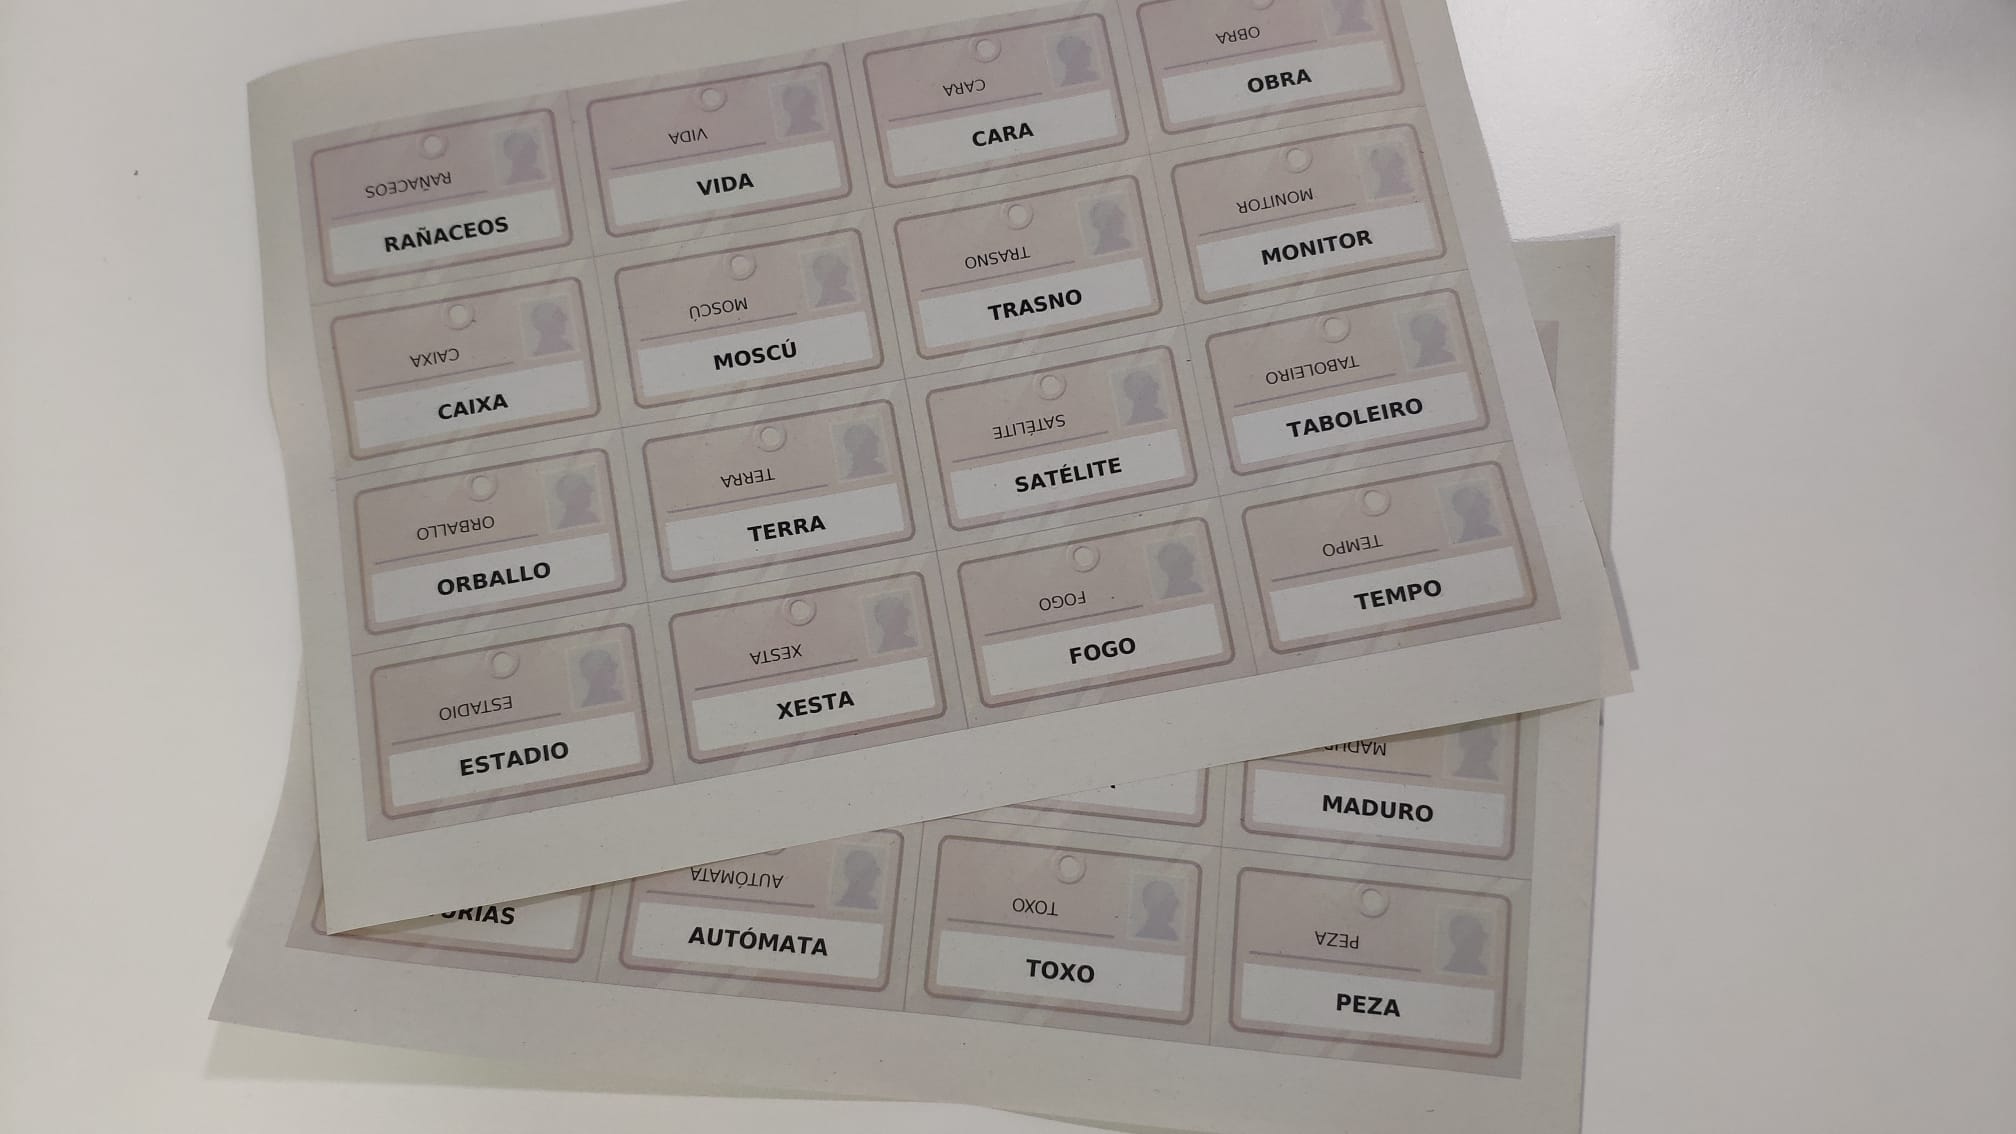 RAÑACEOS
RAÑACEOS
VIDA
VIDA
CARA
CARA
OBRA
OBRA
CAIXA
CAIXA
MOSCÚ
MOSCÚ
TRASNO
TRASNO
MONITOR
MONITOR
ORBALLO
ORBALLO
TERRA
TERRA
SATÉLITE
SATÉLITE
TABOLEIRO
TABOLEIRO
ESTADIO
ESTADIO
XESTA
XESTA
FOGO
FOGO
TEMPO
TEMPO
MADURO
MADURO
AUTÓMATA
AUTÓMATA
TOXO
TOXO
PEZA
PEZA